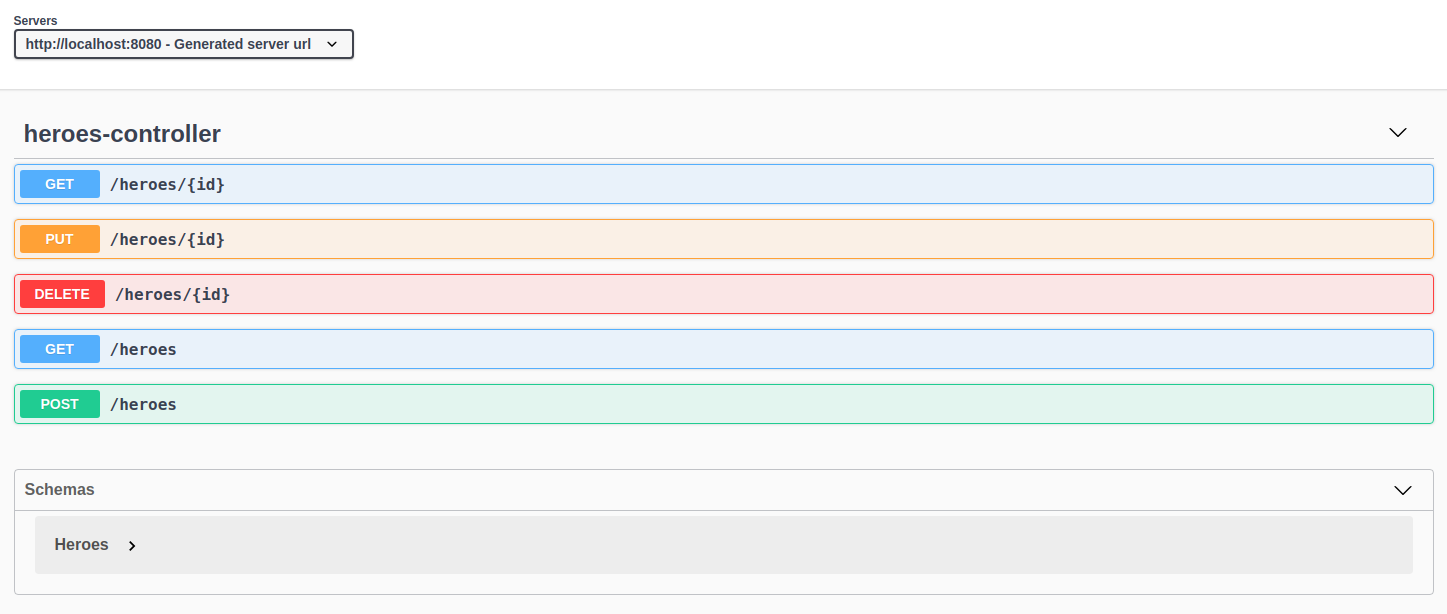 Servers
http://localhost:8080 - Generated server url
heroes-controller
GET /heroes/{id}
PUT /heroes/{id}
DELETE /heroes/{id}
GET /heroes
POST /heroes
Schemas
Heroes